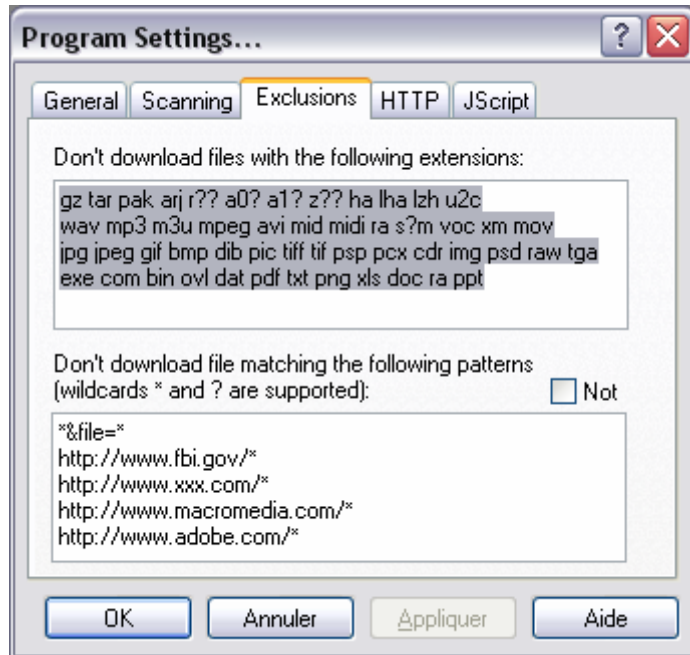 Program Settings...
General Scanning Exclusions HTTP JScript
Don't download files with the following extensions:
gz tar pak arj r?? a0? a1? z?? ha lha lzh u2c
wav mp3 m3u mpeg avi mid midi ra s?m voc xm mov
jpg jpeg gif bmp dib pic tiff tif psp pcx cdr img psd raw tga
exe com bin ovl dat pdf txt png xls doc ra ppt
Don't download file matching the following patterns
(wildcards * and ? are supported):
Not
*&file=*
http://www.fbi.gov/*
http://www.xxx.com/*
http://www.macromedia.com/*
http://www.adobe.com/*
OK Annuler Appliquer Aide